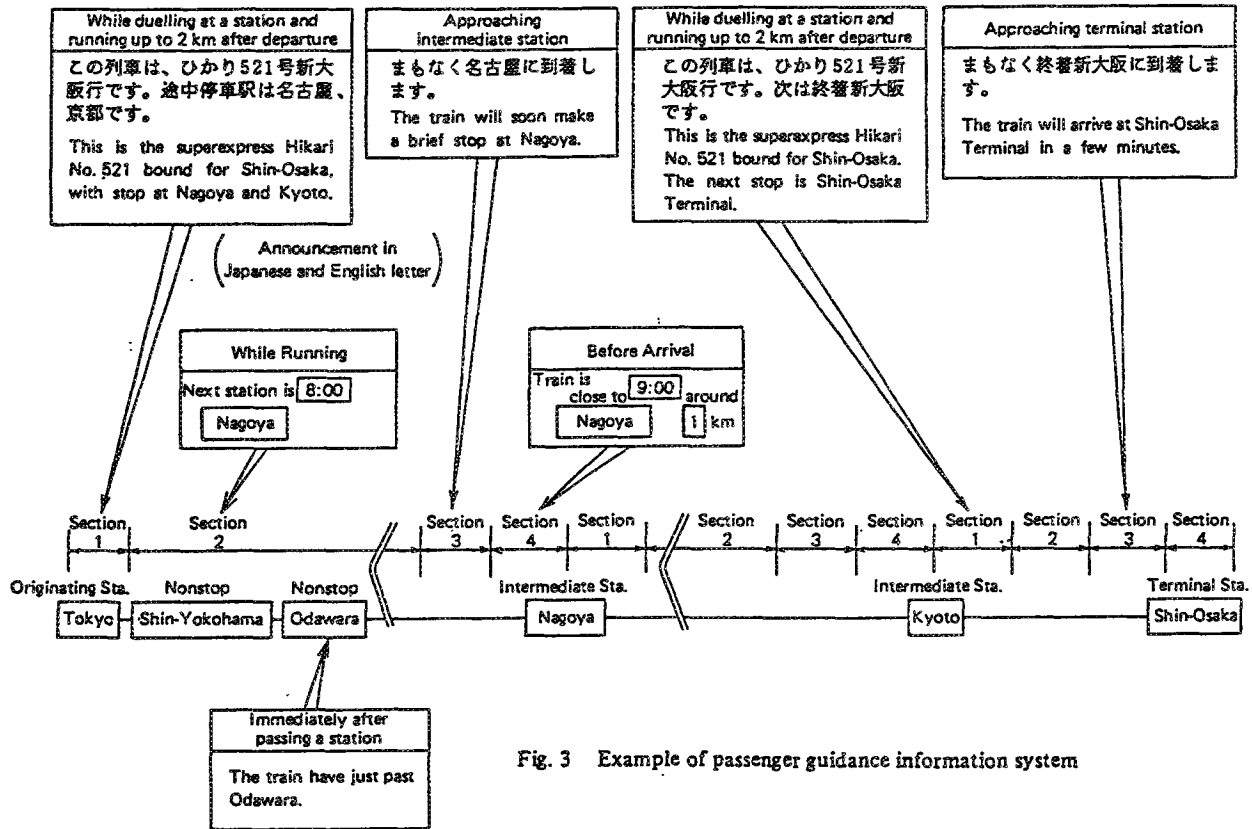 While duelling at a station and
running up to 2 km after departure
この列車は、ひかり521号新大
阪行です。途中停車駅は名古屋、
京都です。
This is the superexpress Hikari
No. 521 bound for Shin-Osaka,
with stop at Nagoya and Kyoto.
Approaching
intermediate station
まもなく名古屋に到着し
ます。
The train will soon make
a brief stop at Nagoya.
While duelling at a station and
running up to 2 km after departure
この列車は、ひかり521号新
大阪行です。次は終着新大阪
です。
This is the superexpress Hikari
No. 521 bound for Shin-Osaka.
The next stop is Shin-Osaka
Terminal.
Approaching terminal station
まもなく終着新大阪に到着しま
す。
The train will arrive at Shin-Osaka
Terminal in a few minutes.
(Announcement in
Japanese and English letter)
While Running
Next station is 8:00
Nagoya
Before Arrival
Train is
close to 9:00 around
Nagoya 1 km
Section Section Section Section Section Section Section Section Section Section Section Section
1 2 3 4 1 2 3 4 1 2 3 4
Originating Sta. Nonstop Nonstop Intermediate Sta. Intermediate Sta. Terminal Sta.
Tokyo Shin-Yokohama Odawara Nagoya Kyoto Shin-Osaka
Immediately after
passing a station
The train have just past
Odawara.
Fig. 3 Example of passenger guidance information system